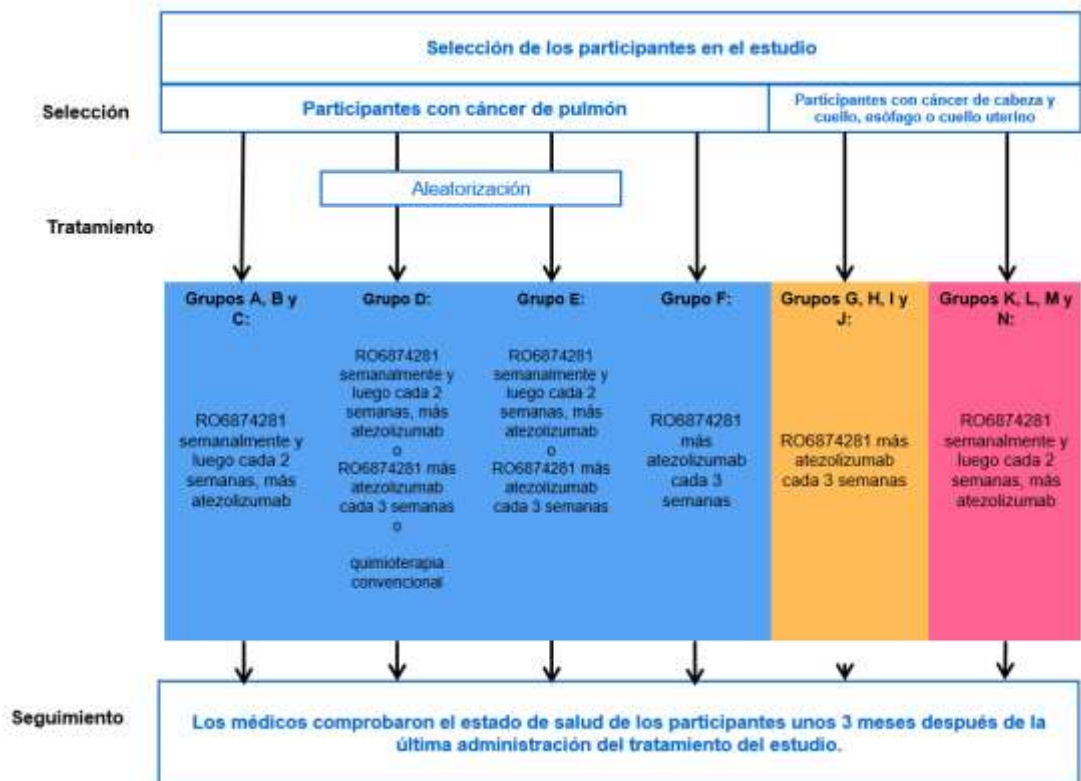 Selección de los participantes en el estudio
Selección
Participantes con cáncer de pulmón
Participantes con cáncer de cabeza y
cuello, esófago o cuello uterino
Aleatorización
Tratamiento
Grupos A, B y
C:
RO6874281
semanalmente y
luego cada 2
semanas, más
atezolizumab
Grupo D:
RO6874281
semanalmente y
luego cada 2
semanas, más
atezolizumab
o
RO6874281 más
atezolizumab
cada 3 semanas
o
quimioterapia
convencional
Grupo E:
RO6874281
semanalmente y
luego cada 2
semanas, más
atezolizumab
o
RO6874281 más
atezolizumab
cada 3 semanas
Grupo F:
RO6874281
más
atezolizumab
cada 3
semanas
Grupos G, H, I y
J:
RO6874281 más
atezolizumab
cada 3 semanas
Grupos K, L, M y
N:
RO6874281
semanalmente y
luego cada 2
semanas, más
atezolizumab
Seguimiento
Los médicos comprobaron el estado de salud de los participantes unos 3 meses después de la
última administración del tratamiento del estudio.